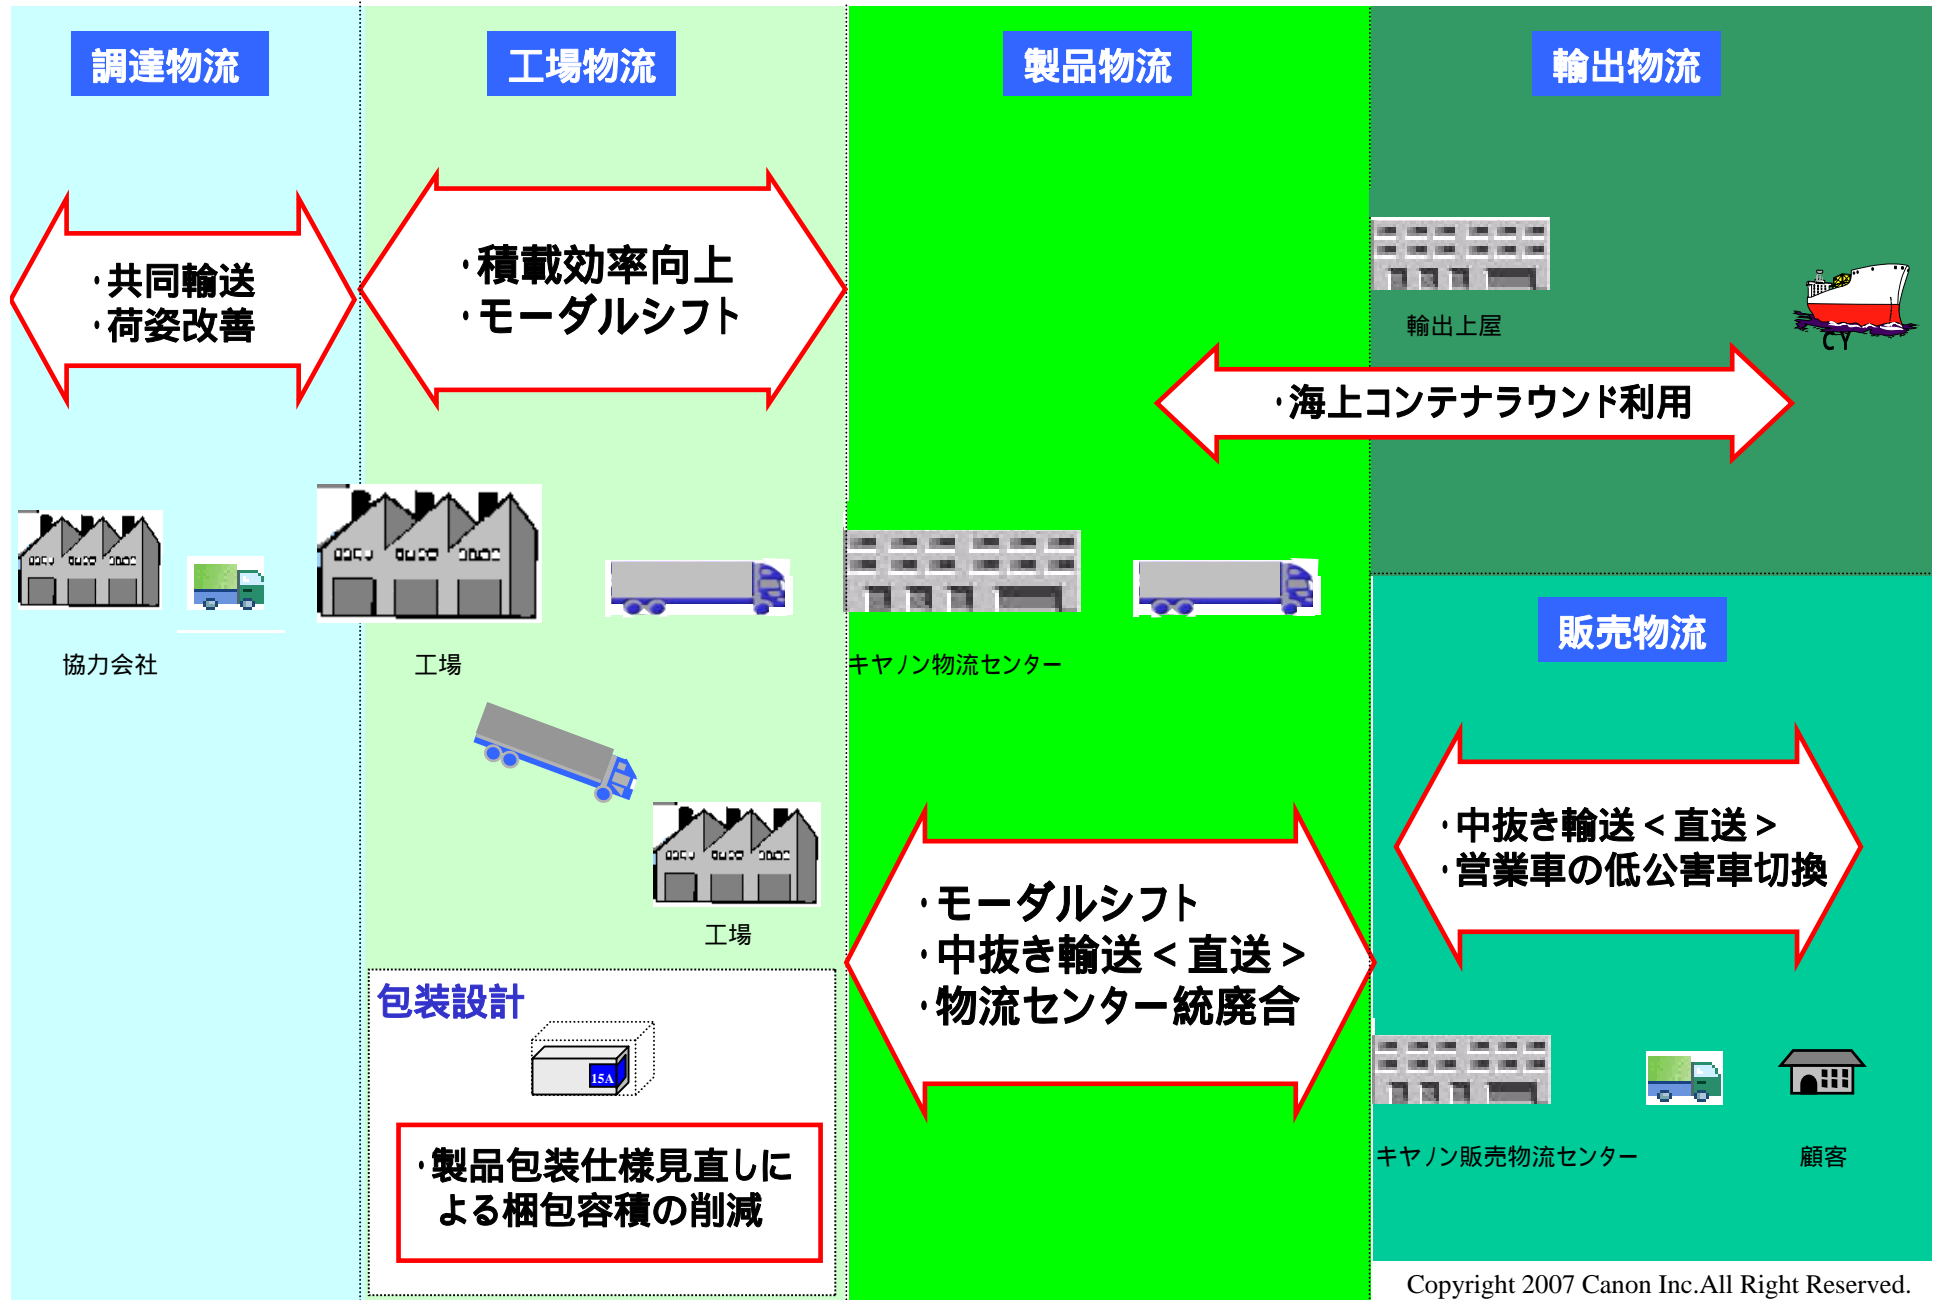 調達物流
工場物流
製品物流
輸出物流
・共同輸送
・荷姿改善
・積載効率向上
・モーダルシフト
輸出上屋
CY
・海上コンテナラウンド利用
協力会社
工場
キヤノン物流センター
販売物流
工場
・モーダルシフト
・中抜き輸送<直送>
・物流センター統廃合
・中抜き輸送<直送>
・営業車の低公害車切換
包装設計
15A
・製品包装仕様見直しに
よる梱包容積の削減
キヤノン販売物流センター
顧客
Copyright 2007 Canon Inc.All Right Reserved.